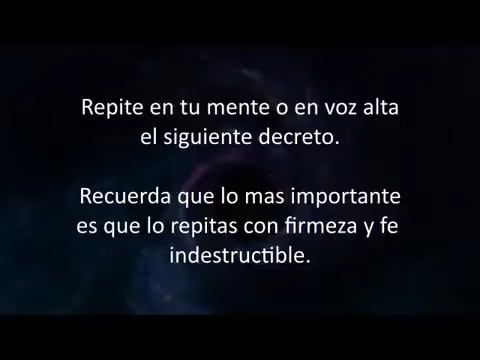 Repite en tu mente o en voz alta
el siguiente decreto.
Recuerda que lo mas importante
es que lo repitas con firmeza y fe
indestructible.